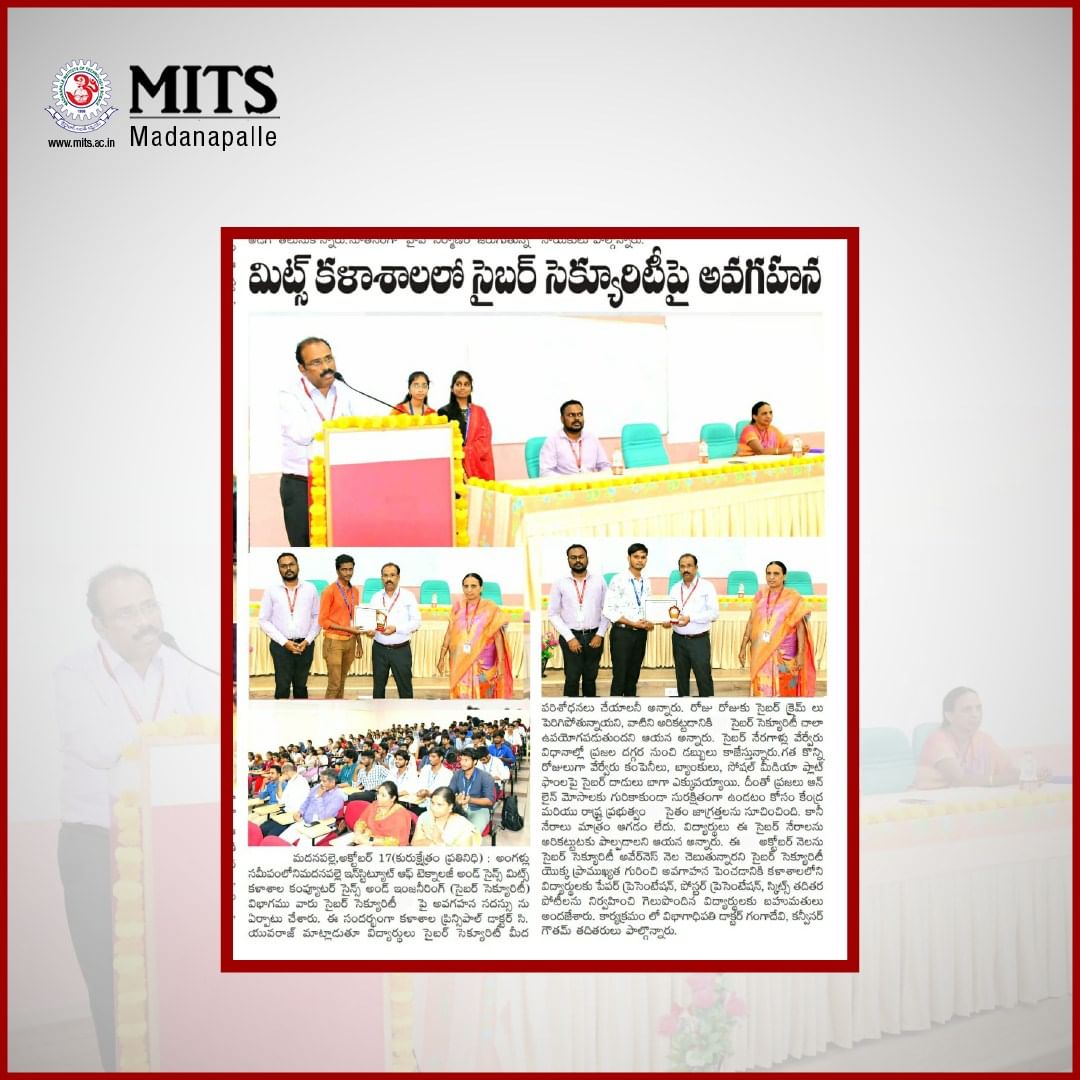 MITS
Madanapalle
www.mits.ac.in
మిట్స్ కళాశాలలో సైబర్ సెక్యూరిటీపై అవగాహన
మదనపల్లె,అక్టోబర్ 17(కురుక్షేత్రం ప్రతినిధి) : అంగళ్లు
సమీపంలోనిమదనపల్లె ఇన్‌స్టిట్యూట్ ఆఫ్ టెక్నాలజీ అండ్ సైన్స్ మిట్స్
కళాశాల కంప్యూటర్ సైన్స్ అండ్ ఇంజనీరింగ్ (సైబర్ సెక్యూరిటీ)
విభాగము వారు సైబర్ సెక్యూరిటీ పై అవగాహన సదస్సు ను
ఏర్పాటు చేశారు. ఈ సందర్భంగా కళాశాల ప్రిన్సిపాల్ డాక్టర్ సి.
యువరాజ్ మాట్లాడుతూ విద్యార్థులు సైబర్ సెక్యూరిటీ మీద
పరిశోధనలు చేయాలనీ అన్నారు. రోజు రోజుకు సైబర్ క్రైమ్ లు
పెరిగిపోతున్నాయని, వాటిని అరికట్టడానికి సైబర్ సెక్యూరిటీ చాలా
ఉపయోగపడుతుందని ఆయన అన్నారు. సైబర్ నేరగాళ్లు వేర్వేరు
విధానాల్లో ప్రజల దగ్గర నుంచి డబ్బులు కాజేస్తున్నారు.గత కొన్ని
రోజులుగా వేర్వేరు కంపెనీలు, బ్యాంకులు, సోషల్ మీడియా ప్లాట్
ఫాంలపై సైబర్ దాడులు బాగా ఎక్కువయ్యాయి. దీంతో ప్రజలు ఆన్
లైన్ మోసాలకు గురికాకుండా సురక్షితంగా ఉండటం కోసం కేంద్ర
మరియు రాష్ట్ర ప్రభుత్వం సైతం జాగ్రత్తలను సూచించింది. కానీ
నేరాలు మాత్రం ఆగడం లేదు. విద్యార్థులు ఈ సైబర్ నేరాలను
అరికట్టుటకు పాల్పడాలని ఆయన అన్నారు. ఈ అక్టోబర్ నెలను
సైబర్ సెక్యూరిటీ అవేర్‌నెస్ నెల చెబుతున్నారని సైబర్ సెక్యూరిటీ
యొక్క ప్రాముఖ్యత గురించి అవగాహన పెంచడానికి కళాశాలలోని
విద్యార్థులకు పేపర్ ప్రెసెంటేషన్, పోస్టర్ ప్రెసెంటేషన్, స్కిట్స్ తదితర
పోటీలను నిర్వహించి గెలుపొందిన విద్యార్థులకు బహుమతులు
అందజేశారు. కార్యక్రమం లో విభాగాధిపతి డాక్టర్ గంగాదేవి, కన్వీనర్
గౌతమ్ తదితరులు పాల్గొన్నారు.